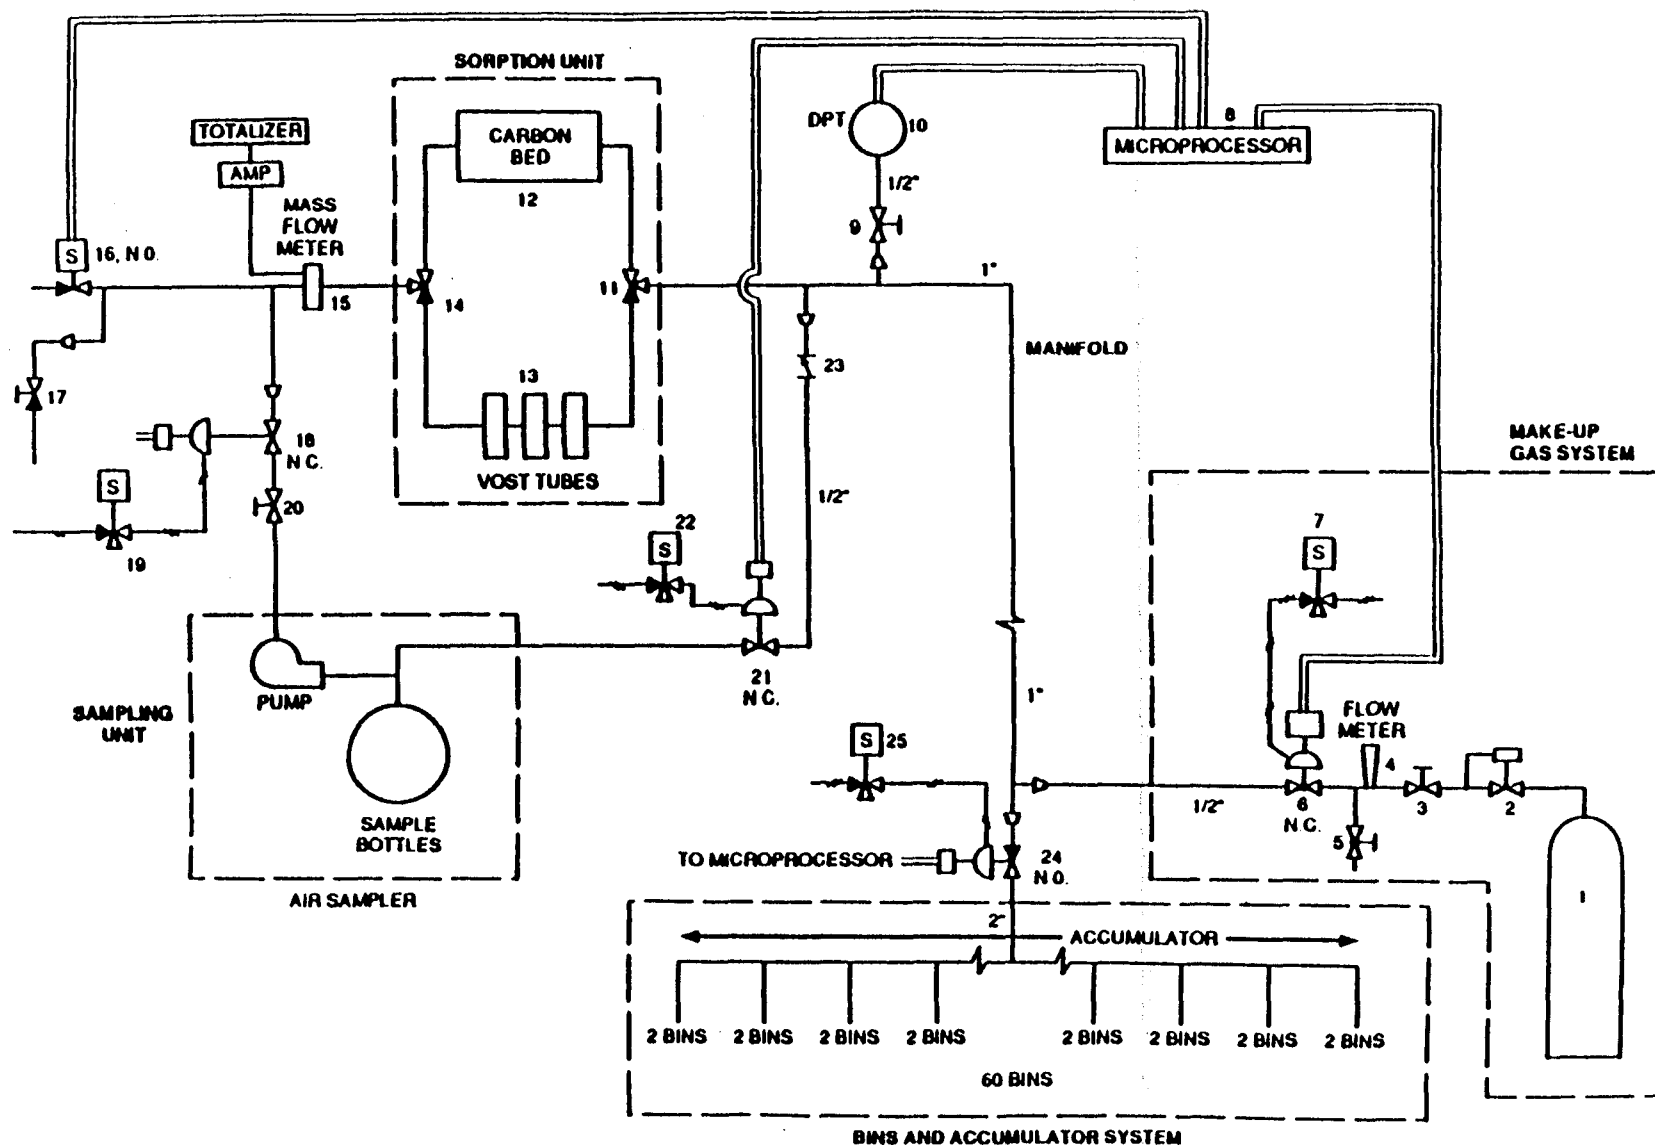 SORPTION UNIT
TOTALIZER
AMP
MASS
FLOW
METER
CARBON
BED
12
DPT
10
8
MICROPROCESSOR
1/2"
9
S
16, N.O.
15
14
11
1"
MANIFOLD
17
13
VOST TUBES
23
18
N.C.
S
19
20
1/2"
22
S
21
N.C.
MAKE-UP
GAS SYSTEM
7
S
SAMPLING
UNIT
PUMP
SAMPLE
BOTTLES
AIR SAMPLER
1"
S
25
FLOW
METER
4
1/2"
6
N.C.
5
3
2
1
TO MICROPROCESSOR
24
N.O.
2"
ACCUMULATOR
2 BINS 2 BINS 2 BINS 2 BINS 2 BINS 2 BINS 2 BINS 2 BINS
60 BINS
BINS AND ACCUMULATOR SYSTEM